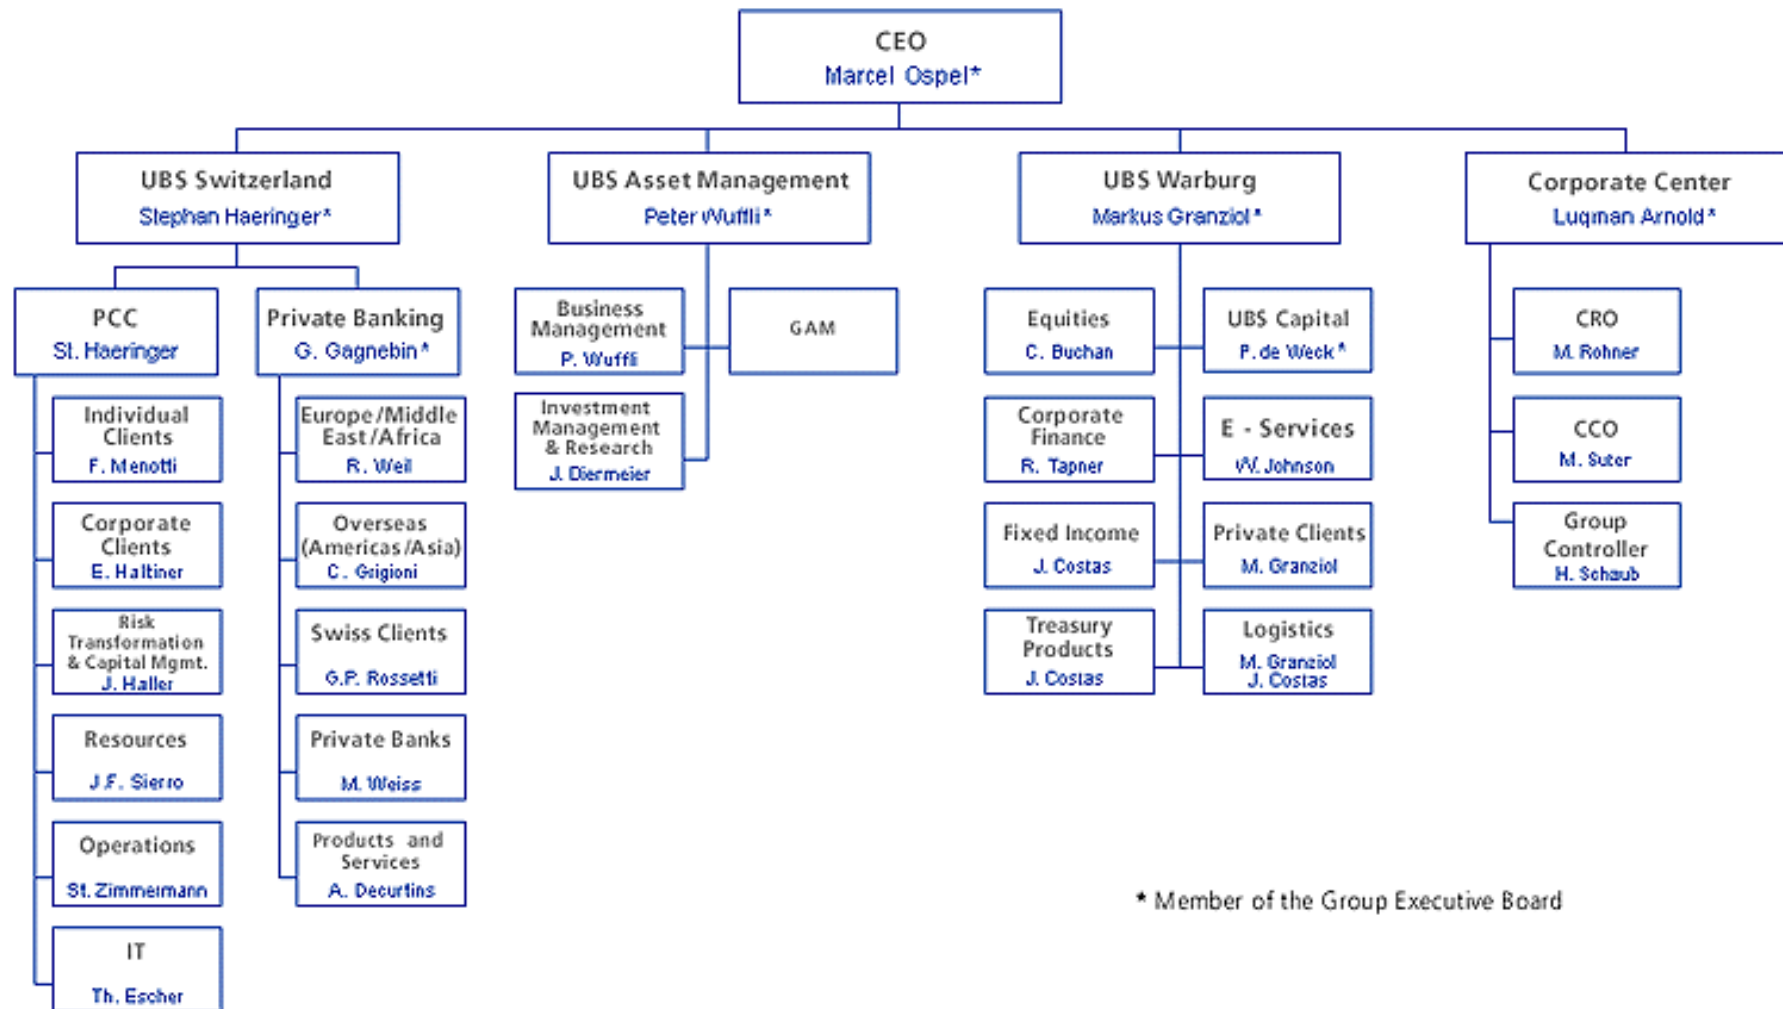 CEO
Marcel Ospel*
UBS Switzerland
Stephan Haeringer*
UBS Asset Management
Peter Wuffli*
UBS Warburg
Markus Granziol*
Corporate Center
Luqman Arnold*
PCC
St. Haeringer
Individual
Clients
F. Menotti
Corporate
Clients
E. Haltiner
Risk
Transformation
& Capital Mgmt.
J. Haller
Resources
J.F. Sierro
Operations
St. Zimmermann
IT
Th. Escher
Private Banking
G. Gagnebin*
Europe/Middle
East/Africa
R. Weil
Overseas
(Americas/Asia)
C. Grigioni
Swiss Clients
G.P. Rossetti
Private Banks
M. Weiss
Products and
Services
A. Decurtins
Business
Management
P. Wuffli
GAM
Investment
Management
& Research
J. Diermeier
Equities
C. Buchan
UBS Capital
P. de Weck*
Corporate
Finance
R. Tapner
E - Services
W. Johnson
Fixed Income
J. Costas
Private Clients
M. Granziol
Treasury
Products
J. Costas
Logistics
M. Granziol
J. Costas
CRO
M. Rohner
CCO
M. Suter
Group
Controller
H. Schaub
* Member of the Group Executive Board